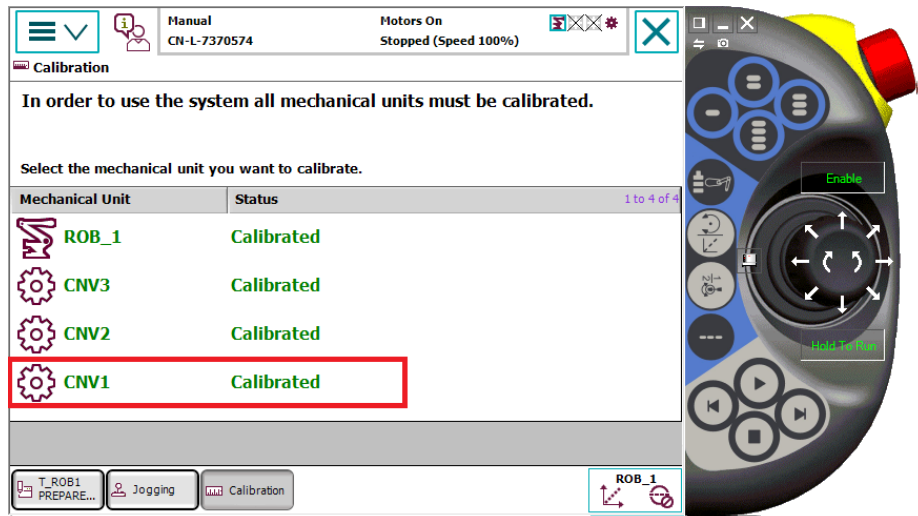 Manual
CN-L-7370574
Motors On
Stopped (Speed 100%)
Calibration
In order to use the system all mechanical units must be calibrated.
Select the mechanical unit you want to calibrate.
Mechanical Unit Status 1 to 4 of 4
ROB_1 Calibrated
CNV3 Calibrated
CNV2 Calibrated
CNV1 Calibrated
T_ROB1
PREPARE...
Jogging
Calibration
ROB_1
Enable
Hold To Run